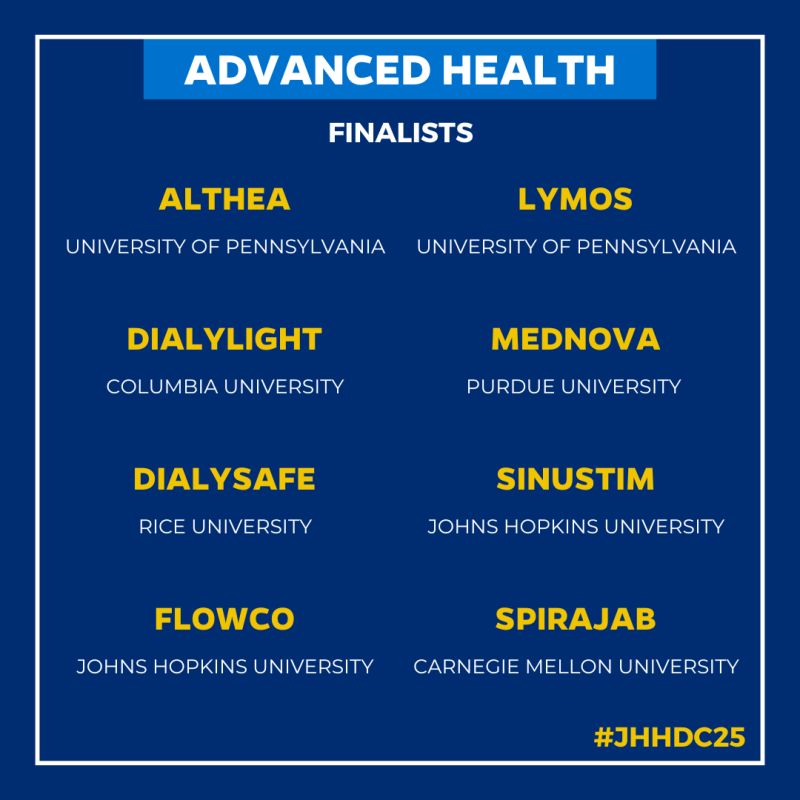 ADVANCED HEALTH
FINALISTS
ALTHEA
UNIVERSITY OF PENNSYLVANIA
LYMOS
UNIVERSITY OF PENNSYLVANIA
DIALYLIGHT
COLUMBIA UNIVERSITY
MEDNOVA
PURDUE UNIVERSITY
DIALYSAFE
RICE UNIVERSITY
SINUSTIM
JOHNS HOPKINS UNIVERSITY
FLOWCO
JOHNS HOPKINS UNIVERSITY
SPIRAJAB
CARNEGIE MELLON UNIVERSITY
#JHHDC25